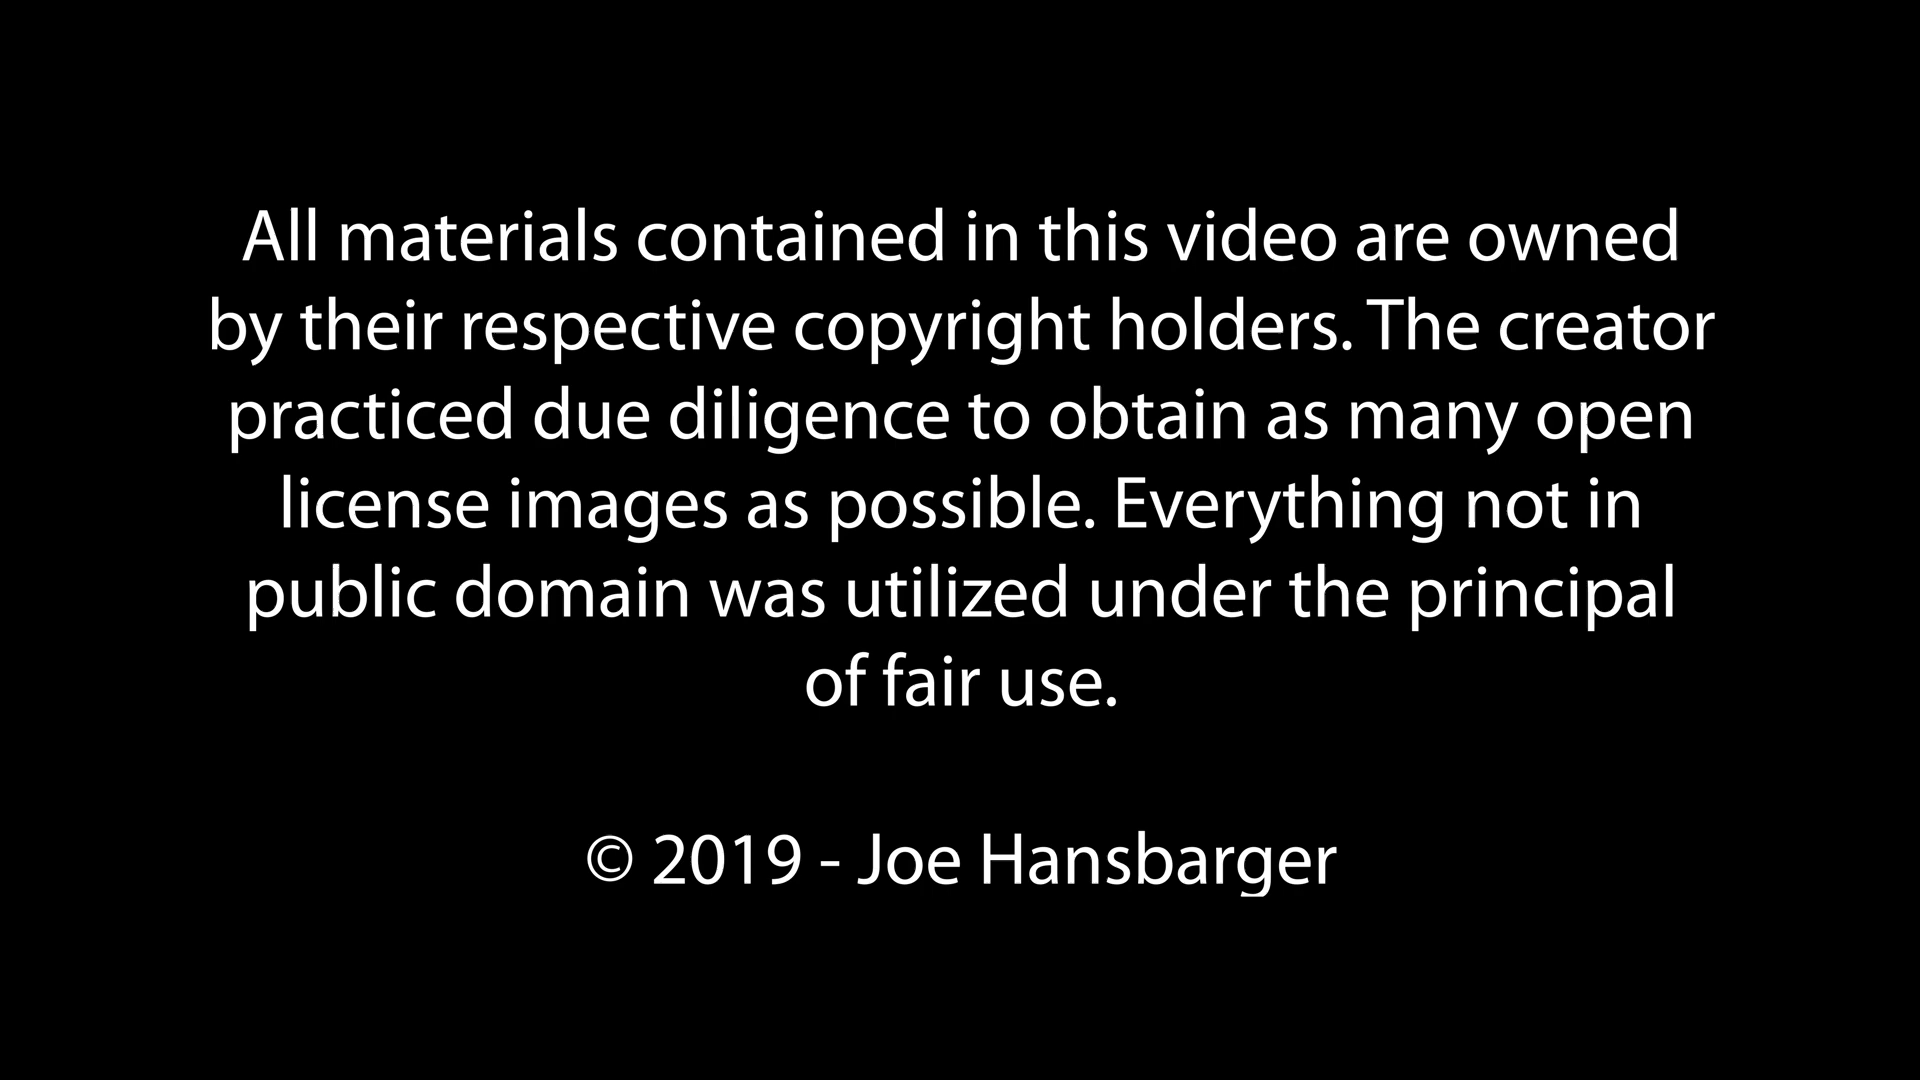 All materials contained in this video are owned
by their respective copyright holders. The creator
practiced due diligence to obtain as many open
license images as possible. Everything not in
public domain was utilized under the principal
of fair use.
© 2019 - Joe Hansbarger